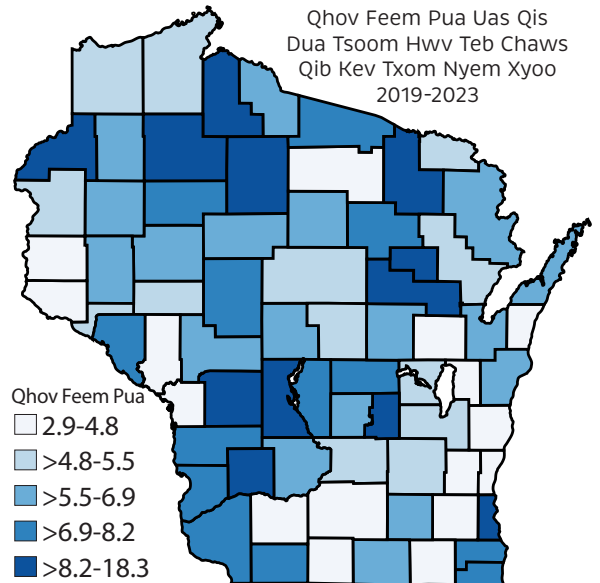 Qhov Feem Pua Uas Qis
Dua Tsoom Hwv Teb Chaws
Qib Kev Txom Nyem Xyoo
2019-2023
Qhov Feem Pua
2.9-4.8
>4.8-5.5
>5.5-6.9
>6.9-8.2
>8.2-18.3